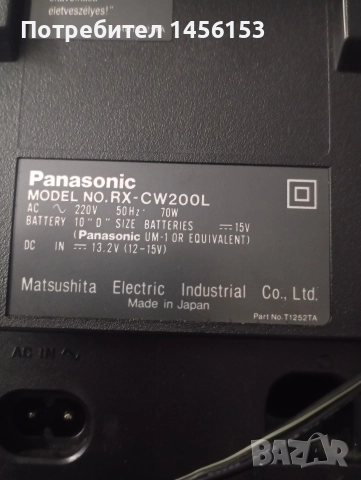 Потребител 1456153
életveszélyes!"
Panasonic
MODEL NO. RX-CW200L
AC ∿ 220V 50Hz 70W
BATTERY 10 "D" SIZE BATTERIES ⎓ 15V
(Panasonic UM-1 OR EQUIVALENT)
DC IN ⎓ 13.2V (12-15V)
Matsushita Electric Industrial Co., Ltd.
Made in Japan
Part No.T1252TA
AC IN ∿
BAZAR